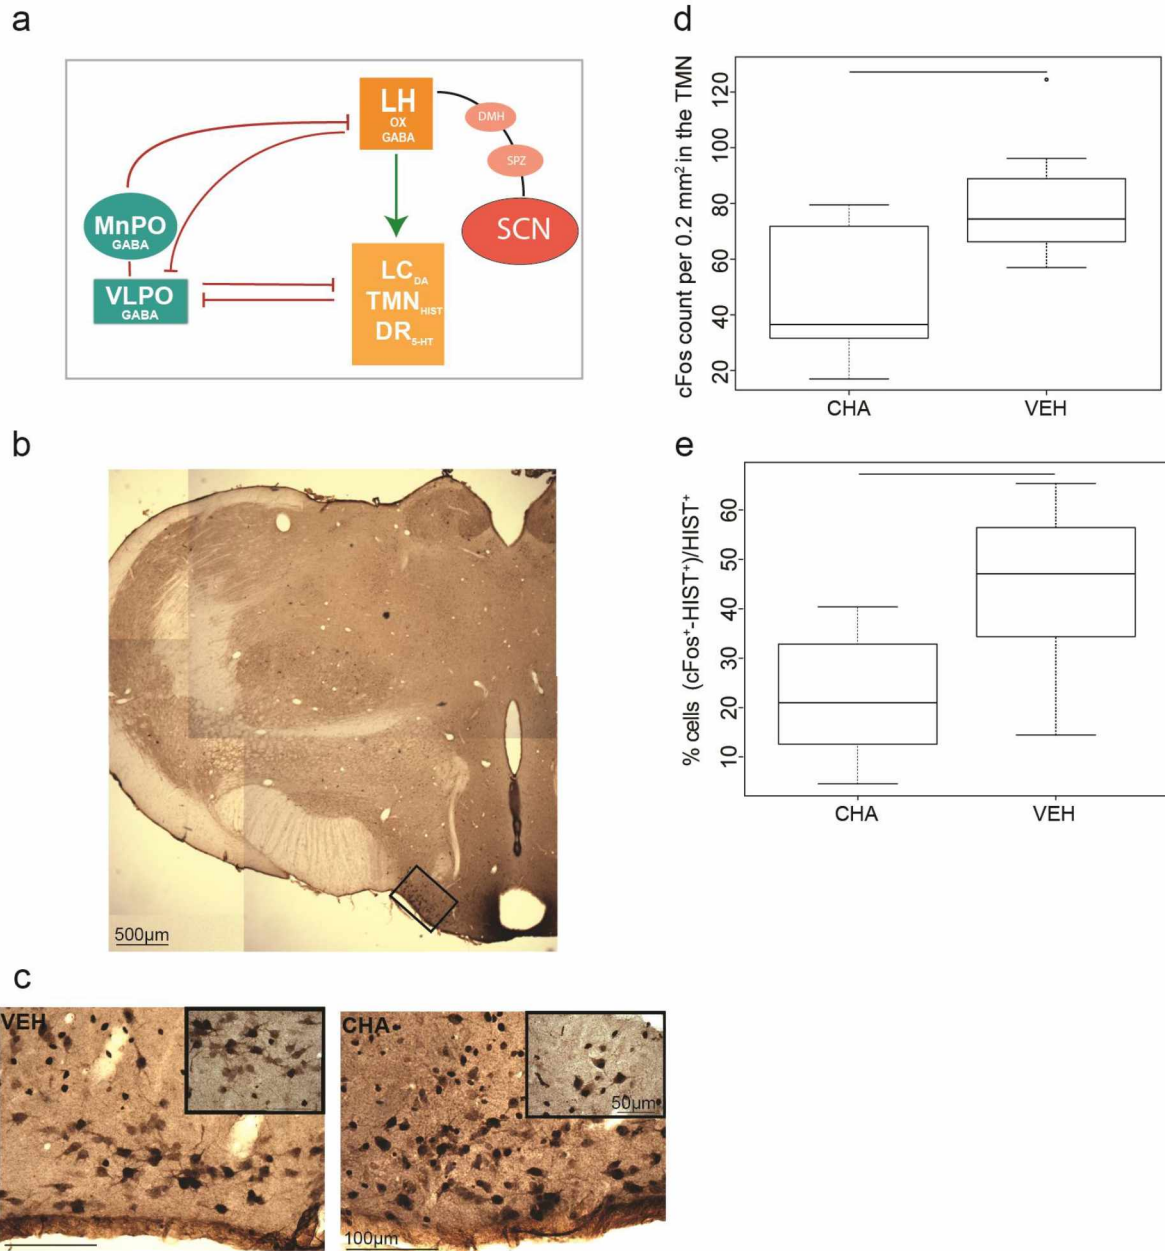 a
LH
OX
GABA
DMH
SPZ
SCN
MnPO
GABA
VLPO
GABA
LC DA
TMN HIST
DR 5-HT
b
500µm
c
VEH
CHA
50µm
100µm
d
cFos count per 0.2 mm² in the TMN
120
100
80
60
40
20
CHA
VEH
e
% cells (cFos⁺-HIST⁺)/HIST⁺
60
50
40
30
20
10
CHA
VEH